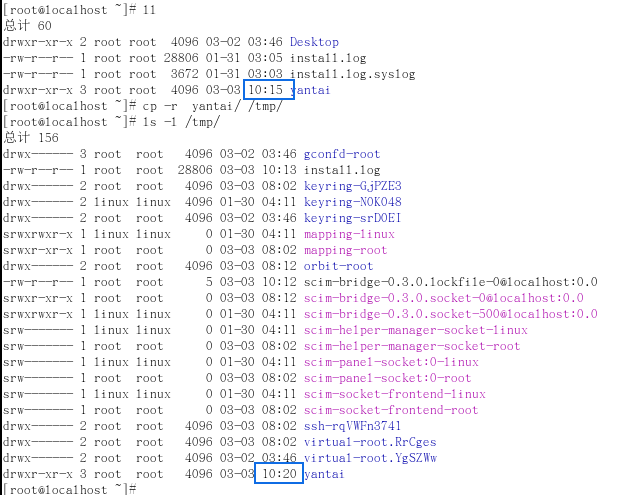 [root@localhost ~]# ll
总计 60
drwxr-xr-x 2 root root 4096 03-02 03:46 Desktop
-rw-r--r-- 1 root root 28806 01-31 03:05 install.log
-rw-r--r-- 1 root root 3672 01-31 03:03 install.log.syslog
drwxr-xr-x 3 root root 4096 03-03 10:15 yantai
[root@localhost ~]# cp -r yantai/ /tmp/
[root@localhost ~]# ls -l /tmp/
总计 156
drwx------ 3 root root 4096 03-02 03:46 gconfd-root
-rw-r--r-- 1 root root 28806 03-03 10:13 install.log
drwx------ 2 root root 4096 03-03 08:02 keyring-GjPZE3
drwx------ 2 linux linux 4096 01-30 04:11 keyring-N0K048
drwx------ 2 root root 4096 03-02 03:46 keyring-srDOEI
srwxrwxr-x 1 linux linux 0 01-30 04:11 mapping-linux
srwxr-xr-x 1 root root 0 03-03 08:02 mapping-root
drwx------ 2 root root 4096 03-03 08:12 orbit-root
-rw-r--r-- 1 root root 5 03-03 10:12 scim-bridge-0.3.0.lockfile-0@localhost:0.0
srwxr-xr-x 1 root root 0 03-03 08:12 scim-bridge-0.3.0.socket-0@localhost:0.0
srwxrwxr-x 1 linux linux 0 01-30 04:11 scim-bridge-0.3.0.socket-500@localhost:0.0
srw------- 1 linux linux 0 01-30 04:11 scim-helper-manager-socket-linux
srw------- 1 root root 0 03-03 08:02 scim-helper-manager-socket-root
srw------- 1 linux linux 0 01-30 04:11 scim-panel-socket:0-linux
srw------- 1 root root 0 03-03 08:02 scim-panel-socket:0-root
srw------- 1 linux linux 0 01-30 04:11 scim-socket-frontend-linux
srw------- 1 root root 0 03-03 08:02 scim-socket-frontend-root
drwx------ 2 root root 4096 03-03 08:02 ssh-rqVWFn3741
drwx------ 2 root root 4096 03-03 08:02 virtual-root.RrCges
drwx------ 2 root root 4096 03-02 03:46 virtual-root.YgSZWw
drwxr-xr-x 3 root root 4096 03-03 10:20 yantai
[root@localhost ~]#